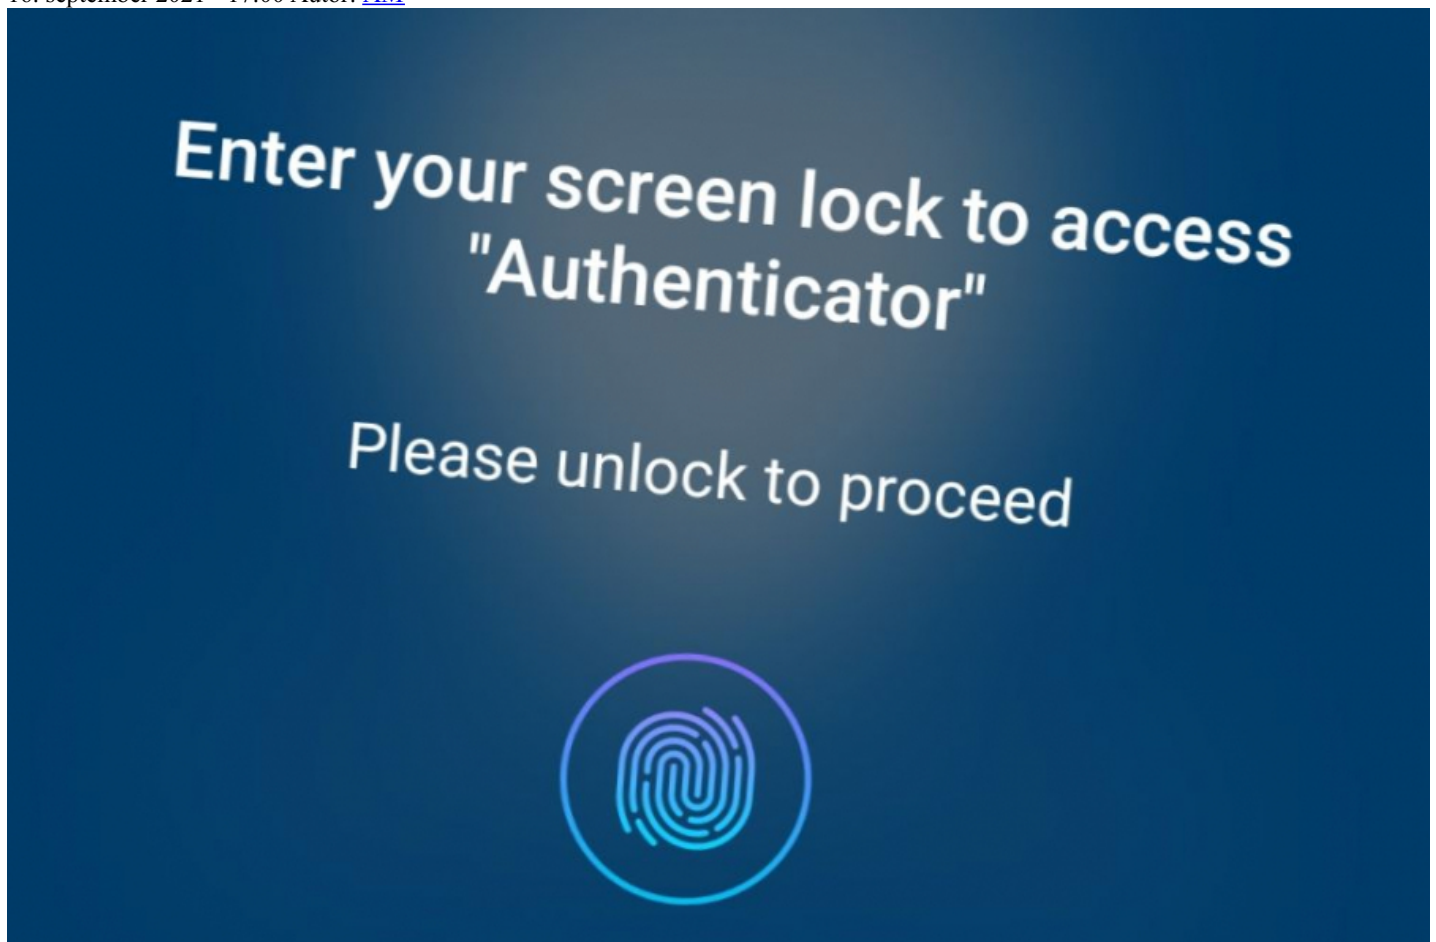 Enter your screen lock to access
"Authenticator"
Please unlock to proceed